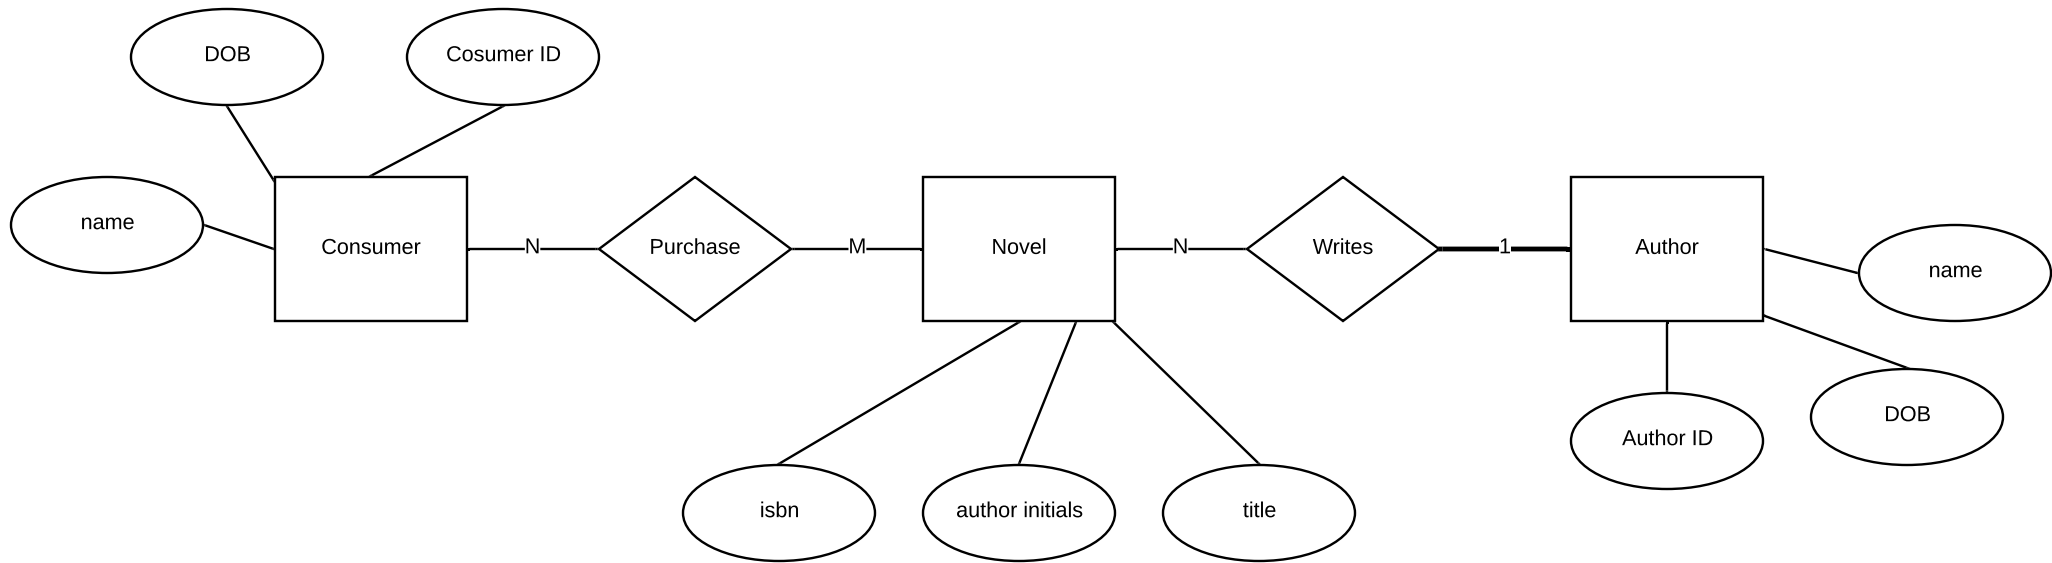 DOB
Cosumer ID
name
Consumer
N
Purchase
M
Novel
N
Writes
1
Author
name
DOB
Author ID
isbn
author initials
title